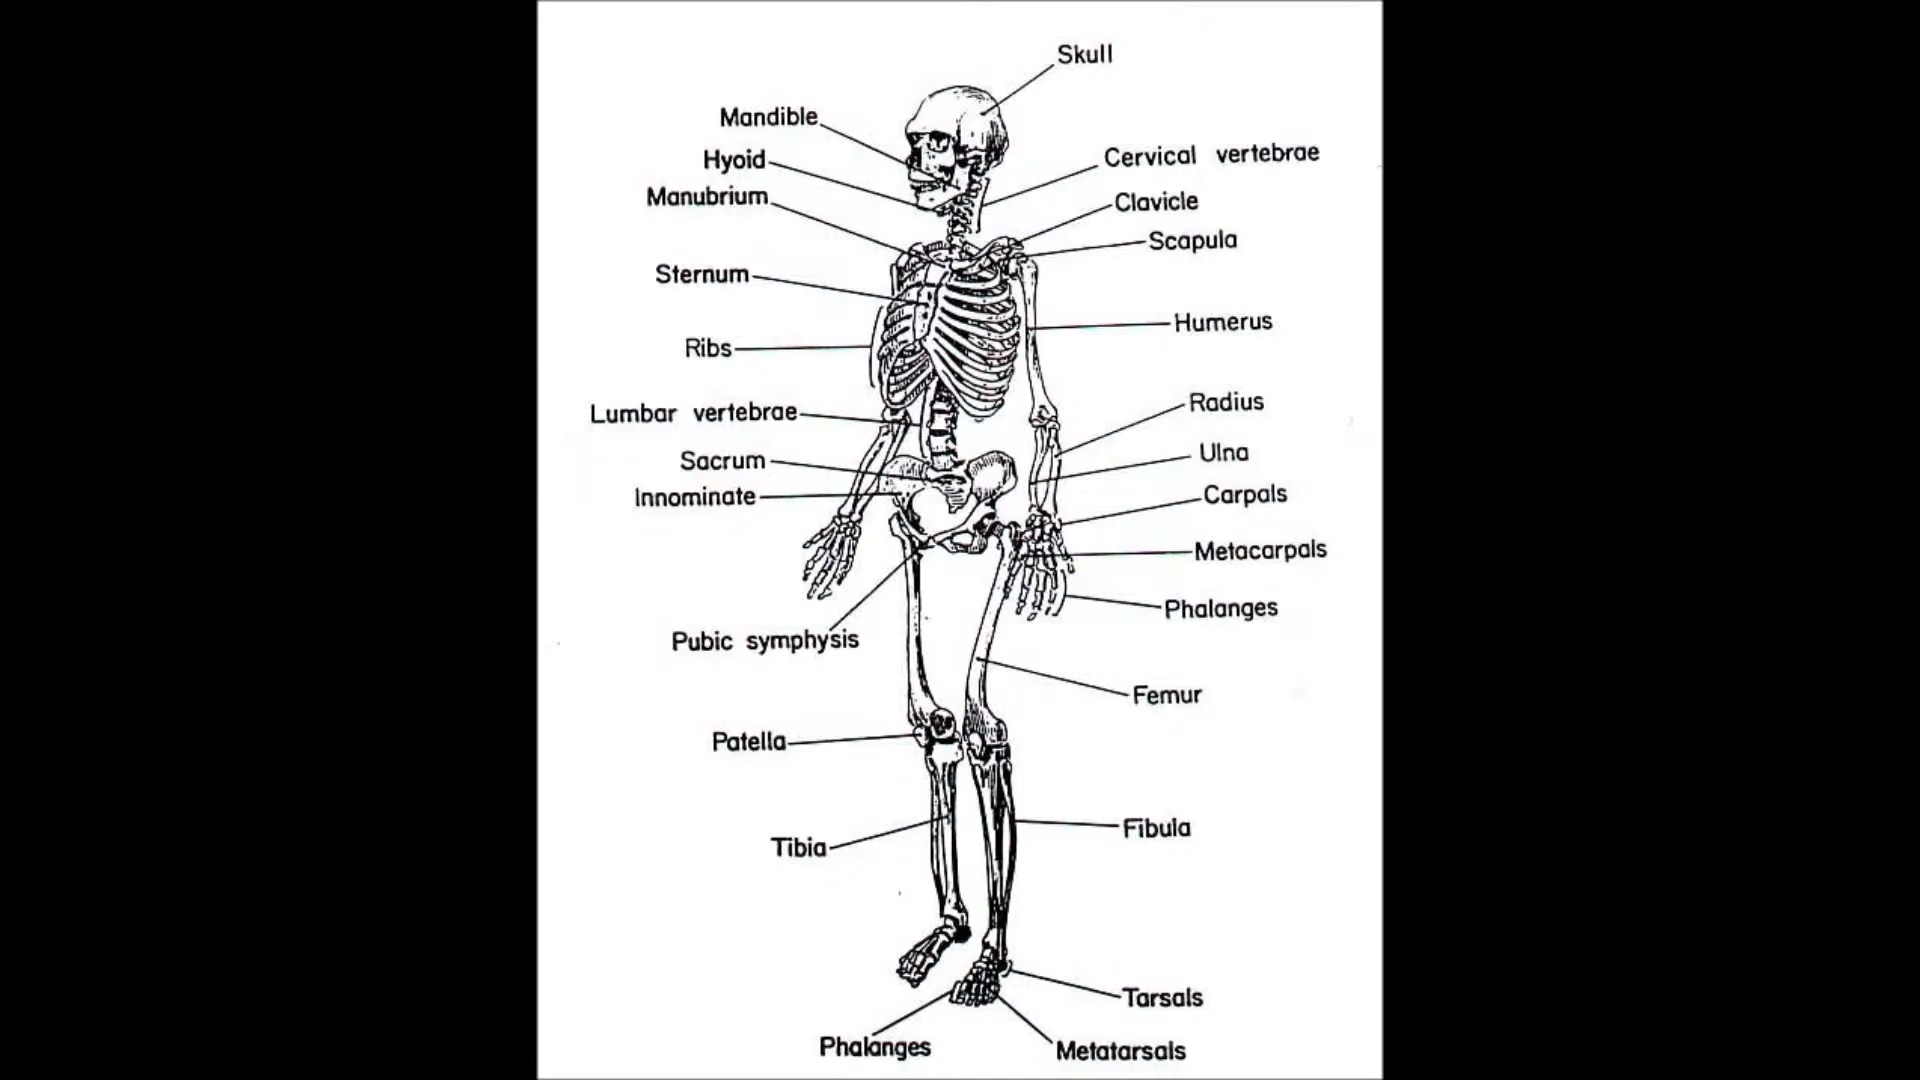 Skull
Mandible
Hyoid
Cervical vertebrae
Manubrium
Clavicle
Scapula
Sternum
Humerus
Ribs
Radius
Lumbar vertebrae
Ulna
Sacrum
Carpals
Innominate
Metacarpals
Phalanges
Pubic symphysis
Femur
Patella
Fibula
Tibia
Tarsals
Phalanges
Metatarsals